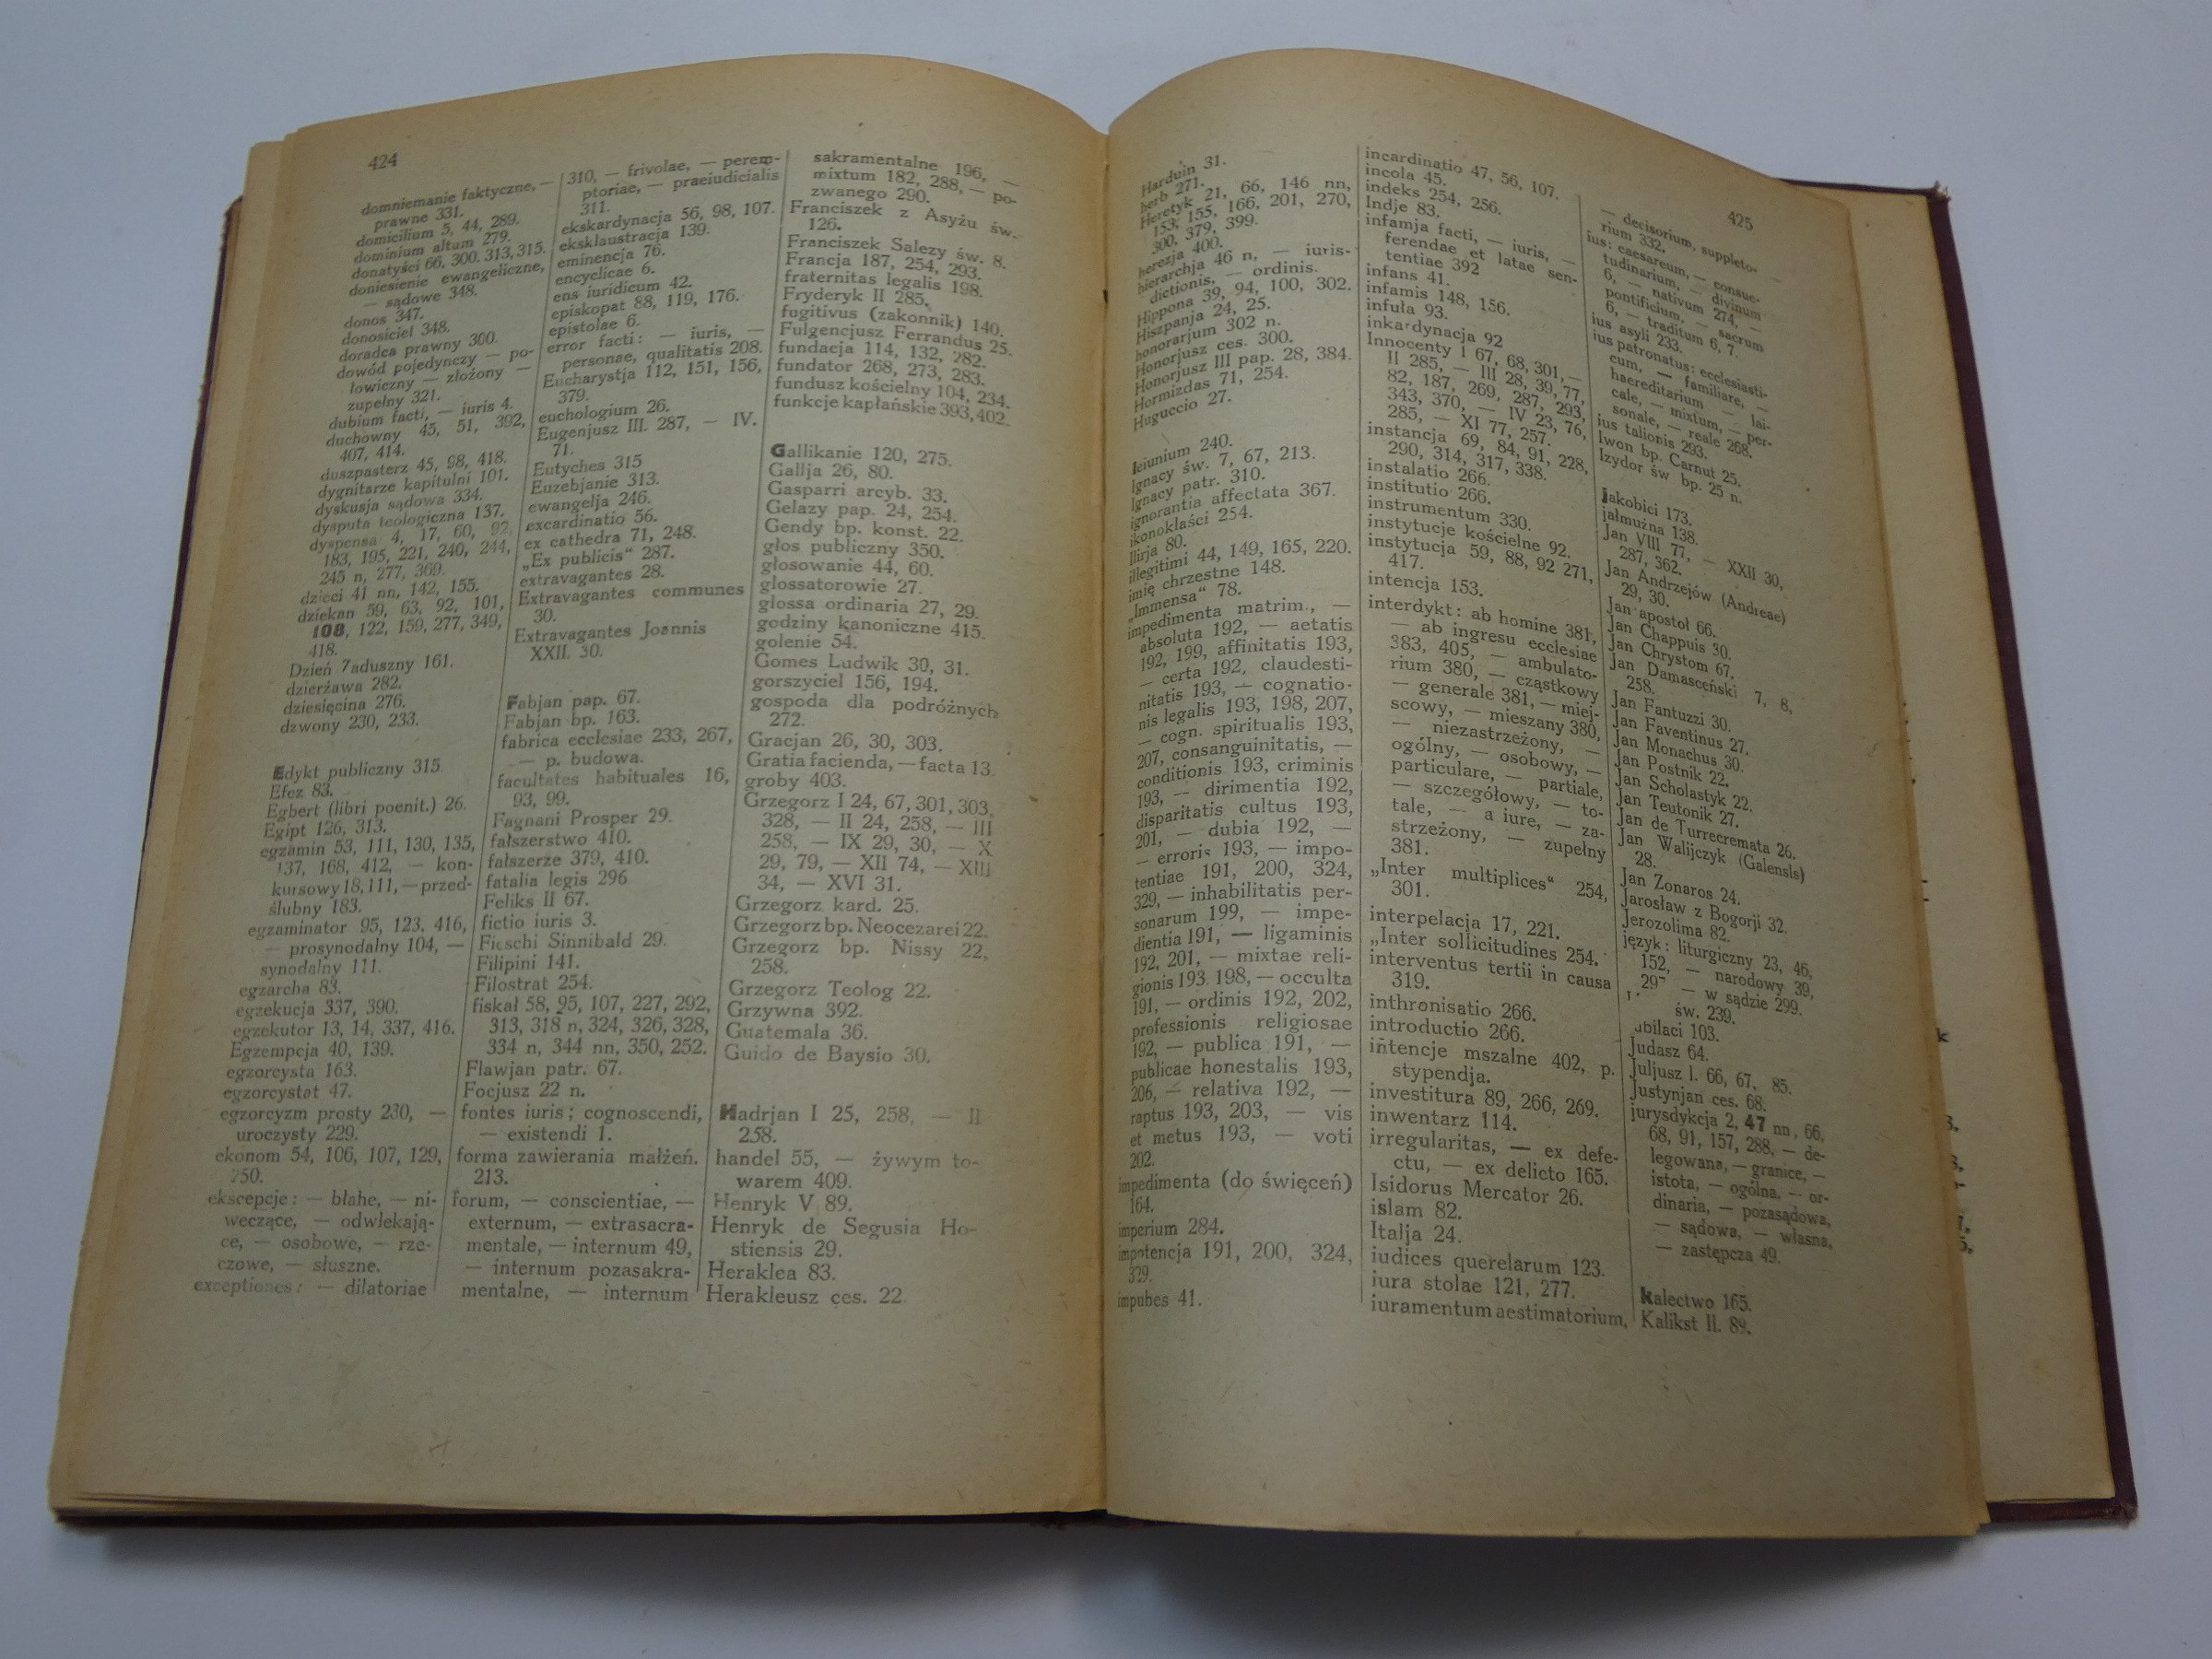 424
domniemanie faktyczne, —
prawne 331.
domicilium 5, 44, 289.
dominium altum 279.
donatyści 66, 300, 313, 315.
doniesienie ewangeliczne,
— sądowe 348.
donos 347.
donosiciel 348.
doradca prawny 300.
dowód pojedynczy — po-
łowiczny — złożony —
zupełny 321.
dubium facti, — iuris 4.
duchowny 45, 51, 392,
407, 414.
duszpasterz 45, 98, 418.
dygnitarze kapitulni 101.
dyskusja sądowa 334.
dysputa teologiczna 137.
dyspensa 4, 17, 60, 92,
183, 195, 221, 240, 244,
245 n, 277, 369.
dzieci 41 nn, 142, 155.
dziekan 59, 63, 92, 101,
108, 122, 159, 277, 349,
418.
Dzień Zaduszny 161.
dzierżawa 282.
dziesięcina 276.
dzwony 230, 233.
Edykt publiczny 315.
Efez 83.
Egbert (libri poenit.) 26.
Egipt 126, 313.
egzamin 53, 111, 130, 135,
137, 168, 412, — kon-
kursowy 18, 111, — przed-
ślubny 183.
egzaminator 95, 123, 416,
— prosynodalny 104, —
synodalny 111.
egzarcha 83.
egzekucja 337, 390.
egzekutor 13, 14, 337, 416.
Egzempcja 40, 139.
egzorcysta 163.
egzorcystat 47.
egzorcyzm prosty 230, —
uroczysty 229.
ekonom 54, 106, 107, 129,
250.
ekscepcje: — błahe, — ni-
weczące, — odwlekają-
ce, — osobowe, — rze-
czowe, — słuszne.
exceptiones: — dilatoriae
310, — frivolae, — perem-
ptoriae, — praeiudicialis
311.
ekskardynacja 56, 98, 107.
eksklaustracja 139.
eminencja 76.
encyclicae 6.
ens iuridicum 42.
episkopat 88, 119, 176.
epistolae 6.
error facti: — iuris, —
personae, qualitatis 208.
Eucharystja 112, 151, 156,
379.
euchologium 26.
Eugenjusz III. 287, — IV.
71.
Eutyches 315
Euzebjanie 313.
ewangelja 246.
excardinatio 56.
ex cathedra 71, 248.
„Ex publicis“ 287.
extravagantes 28.
Extravagantes communes
30.
Extravagantes Joannis
XXII. 30.
Fabjan pap. 67.
Fabjan bp. 163.
fabrica ecclesiae 233, 267,
— p. budowa.
facultates habituales 16,
93, 99.
Fagnani Prosper 29.
fałszerstwo 410.
fałszerze 379, 410.
fatalia legis 296
Feliks II 67.
fictio iuris 3.
Fieschi Sinnibald 29.
Filipini 141.
Filostrat 254.
fiskał 58, 95, 107, 227, 292,
313, 318 n, 324, 326, 328,
334 n, 344 nn, 350, 252.
Flawjan patr. 67.
Focjusz 22 n.
fontes iuris; cognoscendi,
— existendi 1.
forma zawierania małżeń.
213.
forum, — conscientiae, —
externum, — extrasacra-
mentale, — internum 49,
— internum pozasakra-
mentalne, — internum
sakramentalne 196, —
mixtum 182, 288, — po-
zwanego 290.
Franciszek z Asyżu św.
126.
Franciszek Salezy św. 8.
Francja 187, 254, 293.
fraternitas legalis 198.
Fryderyk II 285.
fugitivus (zakonnik) 140.
Fulgencjusz Ferrandus 25.
fundacja 114, 132, 282.
fundator 268, 273, 283.
fundusz kościelny 104, 234.
funkcje kapłańskie 393, 402.
Gallikanie 120, 275.
Gallja 26, 80.
Gasparri arcyb. 33.
Gelazy pap. 24, 254.
Gendy bp. konst. 22.
głos publiczny 350.
głosowanie 44, 60.
glossatorowie 27.
glossa ordinaria 27, 29.
godziny kanoniczne 415.
golenie 54.
Gomes Ludwik 30, 31.
gorszyciel 156, 194.
gospoda dla podróżnych
272.
Gracjan 26, 30, 303.
Gratia facienda, — facta 13.
groby 403.
Grzegorz I 24, 67, 301, 303,
328, — II 24, 258, — III
258, — IX 29, 30, — X
29, 79, — XII 74, — XIII
34, — XVI 31.
Grzegorz kard. 25.
Grzegorz bp. Neocezarei 22.
Grzegorz bp. Nissy 22,
258.
Grzegorz Teolog 22.
Grzywna 392.
Guatemala 36.
Guido de Baysio 30.
Hadrjan I 25, 258, — II
258.
handel 55, — żywym to-
warem 409.
Henryk V 89.
Henryk de Segusia Ho-
stiensis 29.
Heraklea 83.
Herakleusz ces. 22.
425
Harduin 31.
herb 271.
Heretyk 21, 66, 146 nn,
153, 155, 166, 201, 270,
300, 379, 399.
herezja 400.
hierarchja 46 n, — iuris-
dictionis, — ordinis.
Hippona 39, 94, 100, 302.
Hiszpanja 24, 25.
honorarjum 302 n.
Honorjusz ces. 300.
Honorjusz III pap. 28, 384.
Hormizdas 71, 254.
Huguccio 27.
Ieiunium 240.
Ignacy św. 7, 67, 213.
Ignacy patr. 310.
ignorantia affectata 367.
ikonoklaści 254.
Ilirja 80.
illegitimi 44, 149, 165, 220.
imię chrzestne 148.
„Immensa“ 78.
impedimenta matrim., —
absoluta 192, — aetatis
192, 199, affinitatis 193,
— certa 192, claudesti-
nitatis 193, — cognatio-
nis legalis 193, 198, 207,
— cogn. spiritualis 193,
207, consanguinitatis, —
conditionis 193, criminis
193, — dirimentia 192,
disparitatis cultus 193,
201, — dubia 192, —
— erroris 193, — impo-
tentiae 191, 200, 324,
329, — inhabilitatis per-
sonarum 199, — impe-
dientia 191, — ligaminis
192, 201, — mixtae reli-
gionis 193, 198, — occulta
191, — ordinis 192, 202,
professionis religiosae
192, — publica 191, —
publicae honestalis 193,
206, — relativa 192, —
raptus 193, 203, — vis
et metus 193, — voti
202.
impedimenta (do święceń)
164.
imperium 284.
impotencja 191, 200, 324,
329.
impubes 41.
incardinatio 47, 56, 107.
incola 45.
indeks 254, 256.
Indje 83.
infamja facti, — iuris, —
ferendae et latae sen-
tentiae 392
infans 41.
infamis 148, 156.
infuła 93.
inkardynacja 92
Innocenty I 67, 68, 301, —
II 285, — III 28, 39, 77,
82, 187, 269, 287, 293,
343, 370, — IV 23, 76,
285, — XI 77, 257.
instancja 69, 84, 91, 228,
290, 314, 317, 338.
instalatio 266.
institutio 266.
instrumentum 330.
instytucje kościelne 92.
instytucja 59, 88, 92 271,
417.
intencja 153.
interdykt: ab homine 381,
— ab ingresu ecclesiae
383, 405, — ambulato-
rium 380, — cząstkowy
— generale 381, — miej-
scowy, — mieszany 380,
— niezastrzeżony, —
ogólny, — osobowy, —
particulare, — partiale,
— szczegółowy, — to-
tale, — a iure, — za-
strzeżony, — zupełny
381.
„Inter multiplices“ 254,
301.
interpelacja 17, 221.
„Inter sollicitudines 254.
interventus tertii in causa
319.
inthronisatio 266.
introductio 266.
intencje mszalne 402, p.
stypendja.
investitura 89, 266, 269.
inwentarz 114.
irregularitas, — ex defe-
ctu, — ex delicto 165.
Isidorus Mercator 26.
islam 82.
Italja 24.
iudices querelarum 123.
iura stolae 121, 277.
iuramentum aestimatorium,
— decisorium, suppleto-
rium 332.
ius: caesareum, — consue-
tudinarium, — divinum
6, — nativum 274, —
pontificium, — sacrum
6, — traditum 6, 7.
ius asyli 233.
ius patronatus: ecclesiasti-
cum, — familiare, —
haereditarium — lai-
cale, — mixtum, — per-
sonale, — reale 268.
ius talionis 293.
Iwon bp. Carnut 25.
Izydor św bp. 25 n.
Jakobici 173.
jałmużna 138.
Jan VIII 77, — XXII 30,
287, 362.
Jan Andrzejów (Andreae)
29, 30.
Jan apostoł 66.
Jan Chappuis 30.
Jan Chrystom 67.
Jan Damasceński 7, 8,
258.
Jan Fantuzzi 30.
Jan Faventinus 27.
Jan Monachus 30.
Jan Postnik 22.
Jan Scholastyk 22.
Jan Teutonik 27.
Jan de Turrecremata 26.
Jan Walijczyk (Galensis)
28.
Jan Zonaros 24.
Jarosław z Bogorji 32.
Jerozolima 82.
język: liturgiczny 23, 46,
152, — narodowy 39,
— w sądzie 299.
św. 239.
ubilaci 103.
Judasz 64.
Juljusz I. 66, 67, 85.
Justynjan ces. 68.
jurysdykcja 2, 47 nn, 66,
68, 91, 157, 288, — de-
legowana, — granice, —
istota, — ogólna, — or-
dinaria, — pozasądowa,
— sądowa, — własna,
— zastępcza 49.
Kalectwo 165.
Kalikst II. 89.